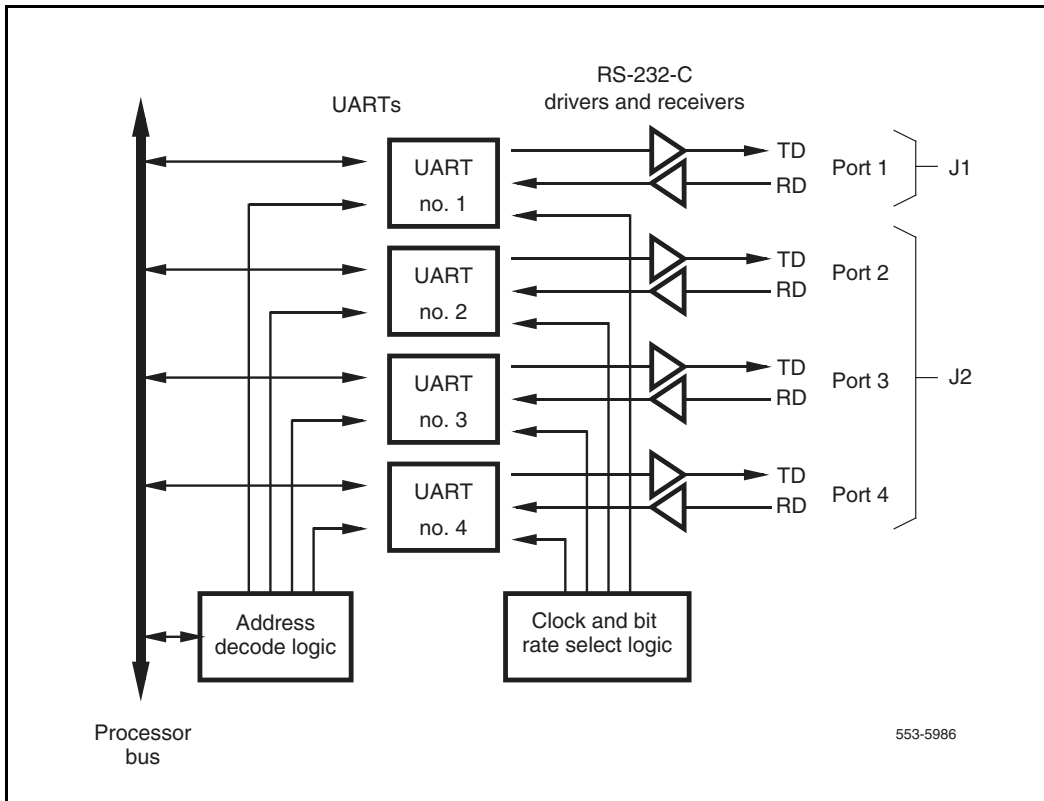 RS-232-C
drivers and receivers
UARTs
UART
no. 1
TD
RD
Port 1
J1
UART
no. 2
TD
RD
Port 2
UART
no. 3
TD
RD
Port 3
J2
UART
no. 4
TD
RD
Port 4
Address
decode logic
Clock and bit
rate select logic
Processor
bus
553-5986